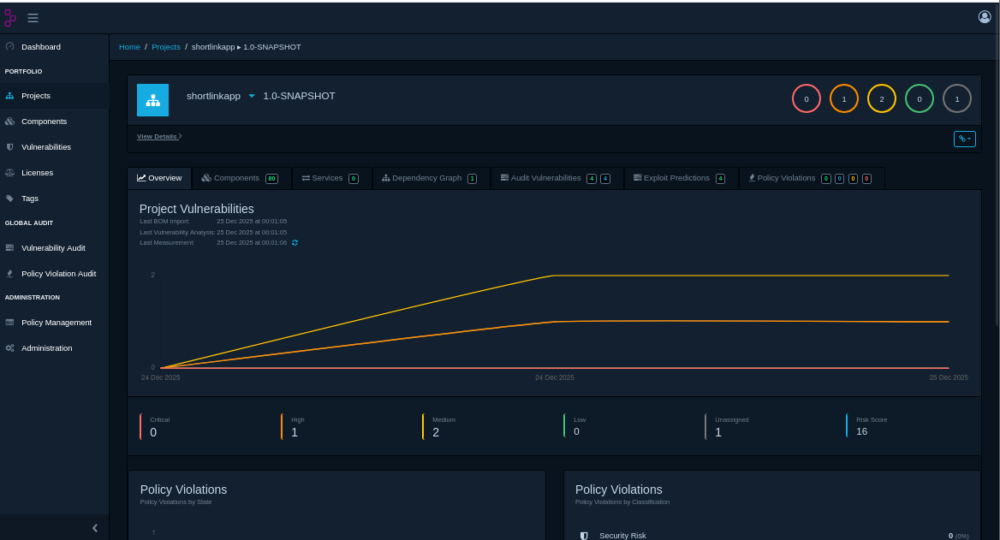 Home / Projects / shortlinkapp ▸ 1.0-SNAPSHOT
Dashboard
PORTFOLIO
Projects
Components
Vulnerabilities
Licenses
Tags
GLOBAL AUDIT
Vulnerability Audit
Policy Violation Audit
ADMINISTRATION
Policy Management
Administration
shortlinkapp 1.0-SNAPSHOT
0 1 2 0 1
View Details
Overview Components 80 Services 0 Dependency Graph 1 Audit Vulnerabilities 4 4 Exploit Predictions 4 Policy Violations 0 0 0 0
Project Vulnerabilities
Last BOM Import: 25 Dec 2025 at 00:01:05
Last Vulnerability Analysis: 25 Dec 2025 at 00:01:05
Last Measurement: 25 Dec 2025 at 00:01:06
2
0
24 Dec 2025 24 Dec 2025 25 Dec 2025
Critical High Medium Low Unassigned Risk Score
0 1 2 0 1 16
Policy Violations
Policy Violations by State
1
Policy Violations
Policy Violations by Classification
Security Risk 0 (0%)